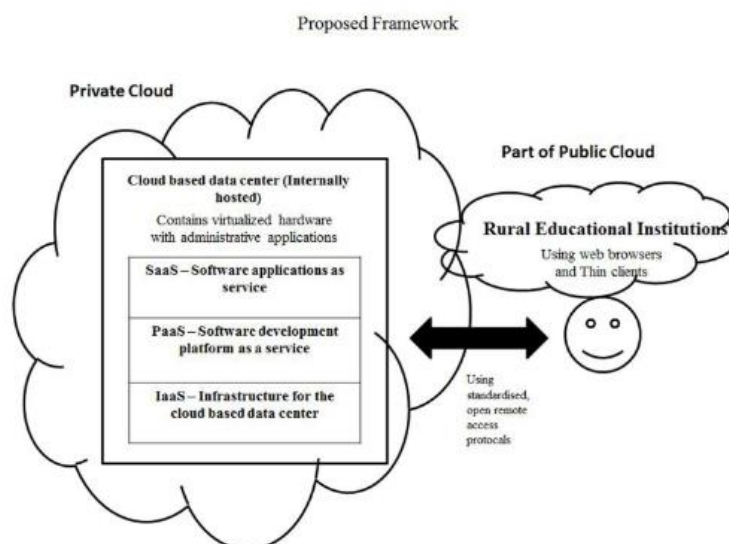 Proposed Framework
Private Cloud
Cloud based data center (Internally
hosted)
Contains virtualized hardware
with administrative applications
SaaS – Software applications as
service
PaaS – Software development
platform as a service
IaaS – Infrastructure for the
cloud based data center
Part of Public Cloud
Rural Educational Institutions
Using web browsers
and Thin clients
Using
standardised,
open remote
access
protocals